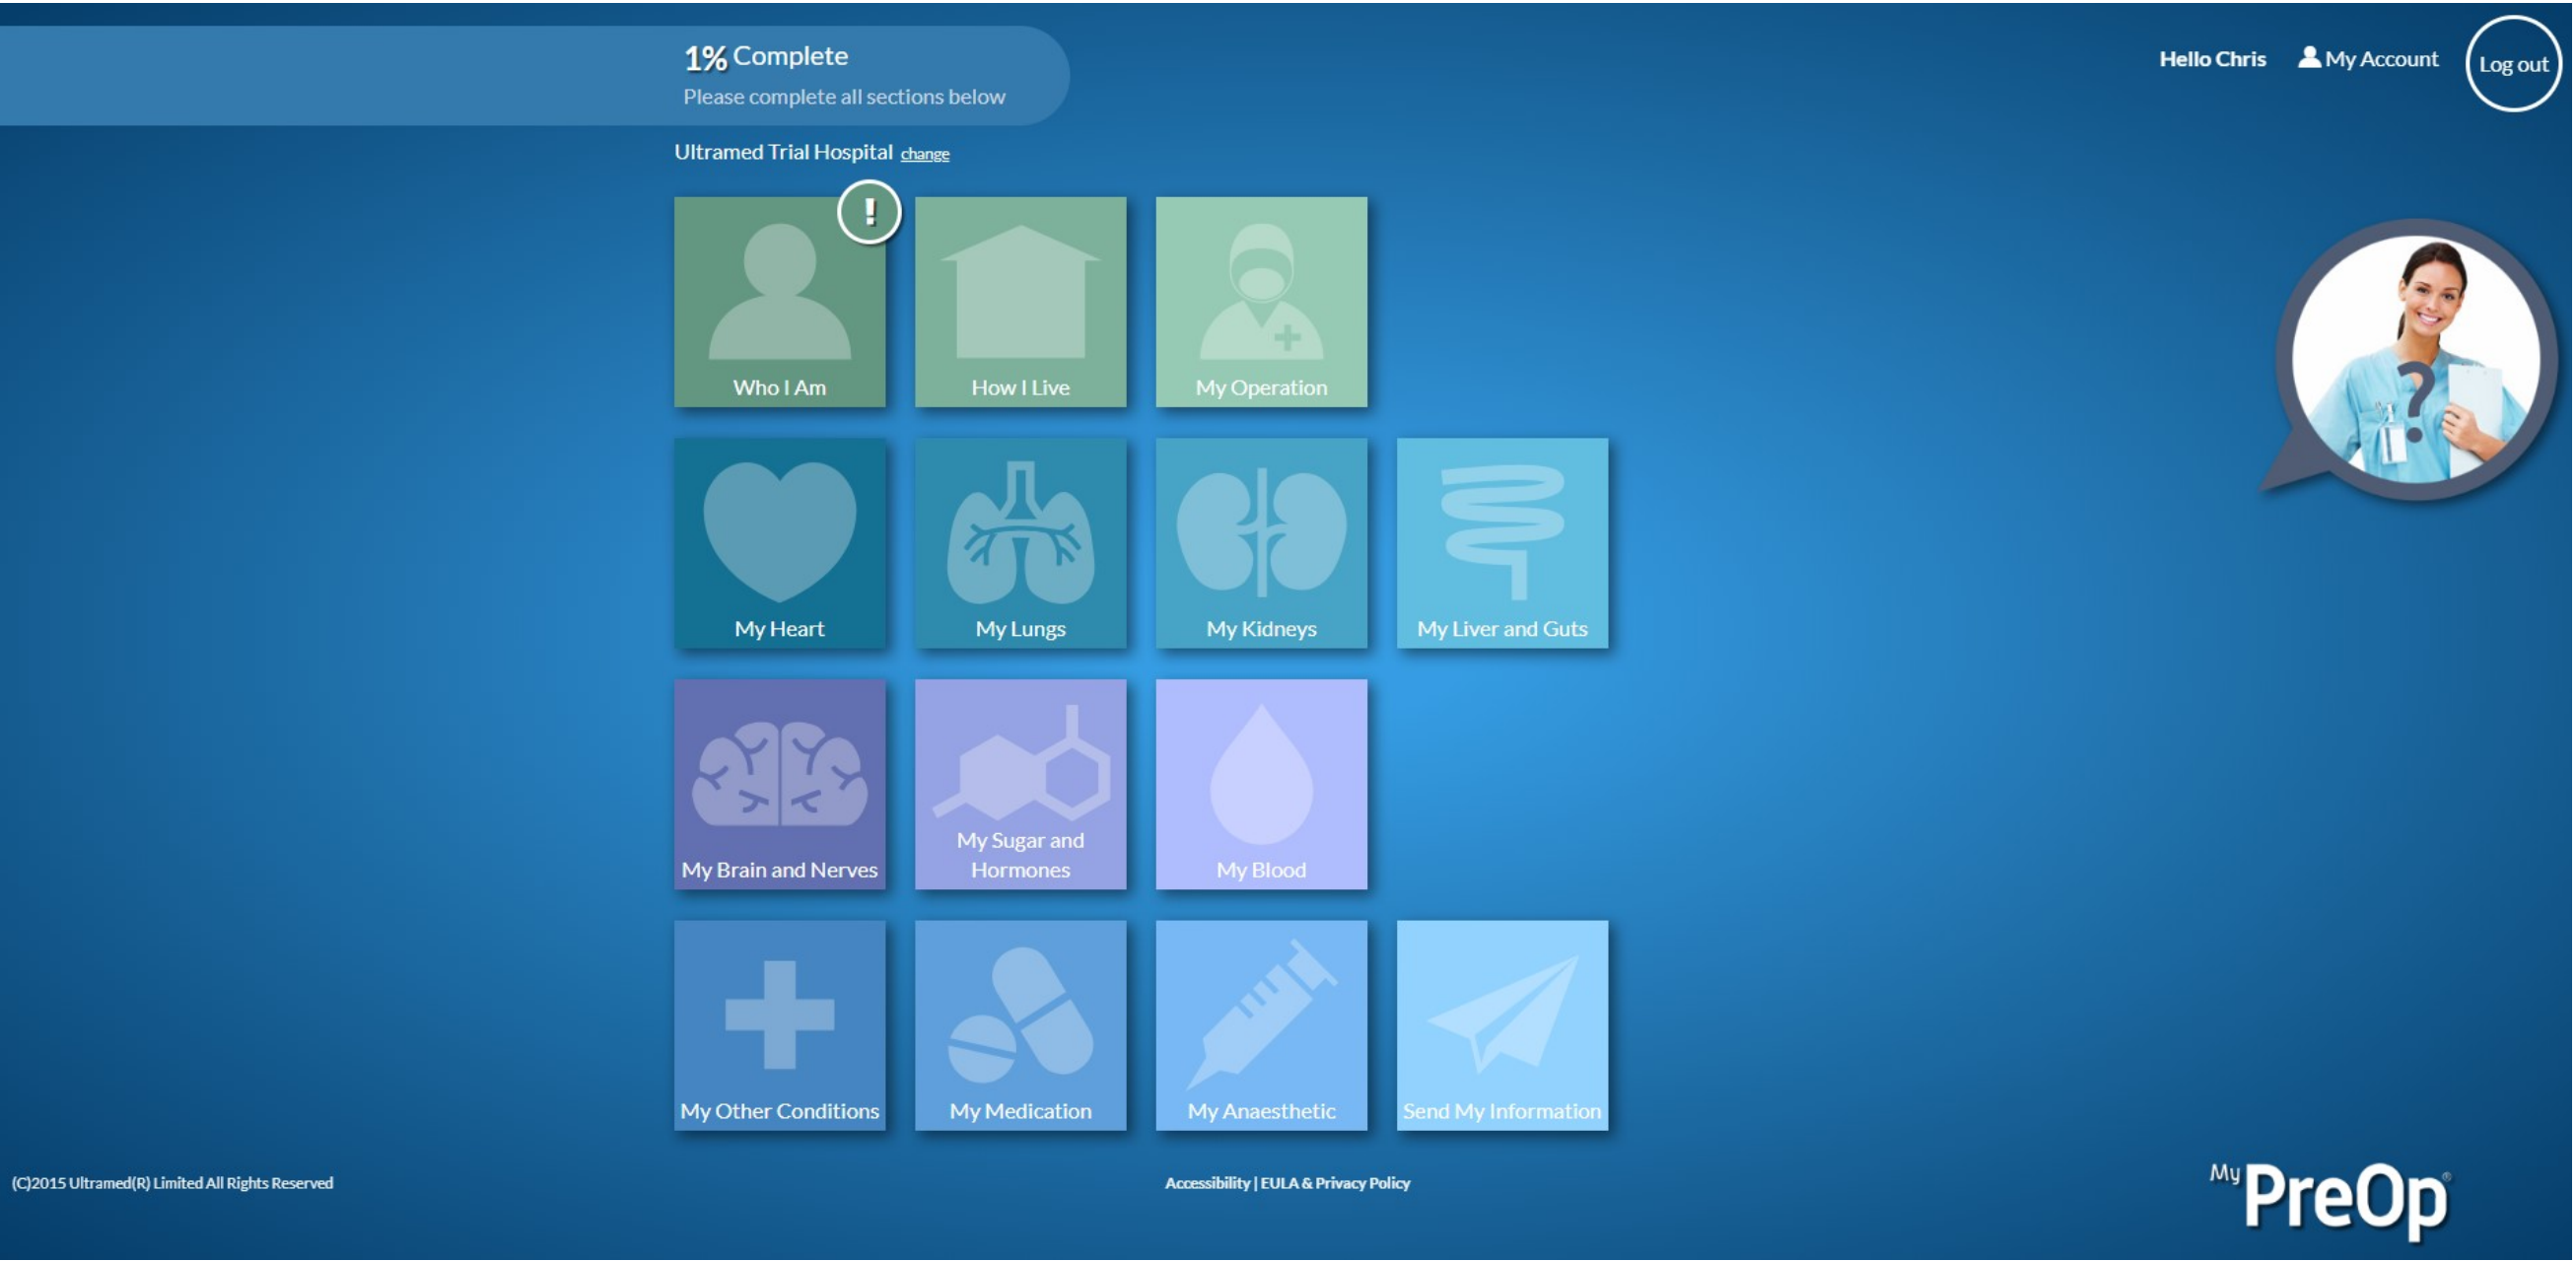 1% Complete
Please complete all sections below
Hello Chris My Account Log out
Ultramed Trial Hospital change
!
Who I Am
How I Live
My Operation
?
My Heart
My Lungs
My Kidneys
My Liver and Guts
My Brain and Nerves
My Sugar and
Hormones
My Blood
My Other Conditions
My Medication
My Anaesthetic
Send My Information
(C)2015 Ultramed(R) Limited All Rights Reserved
Accessibility | EULA & Privacy Policy
My PreOp®